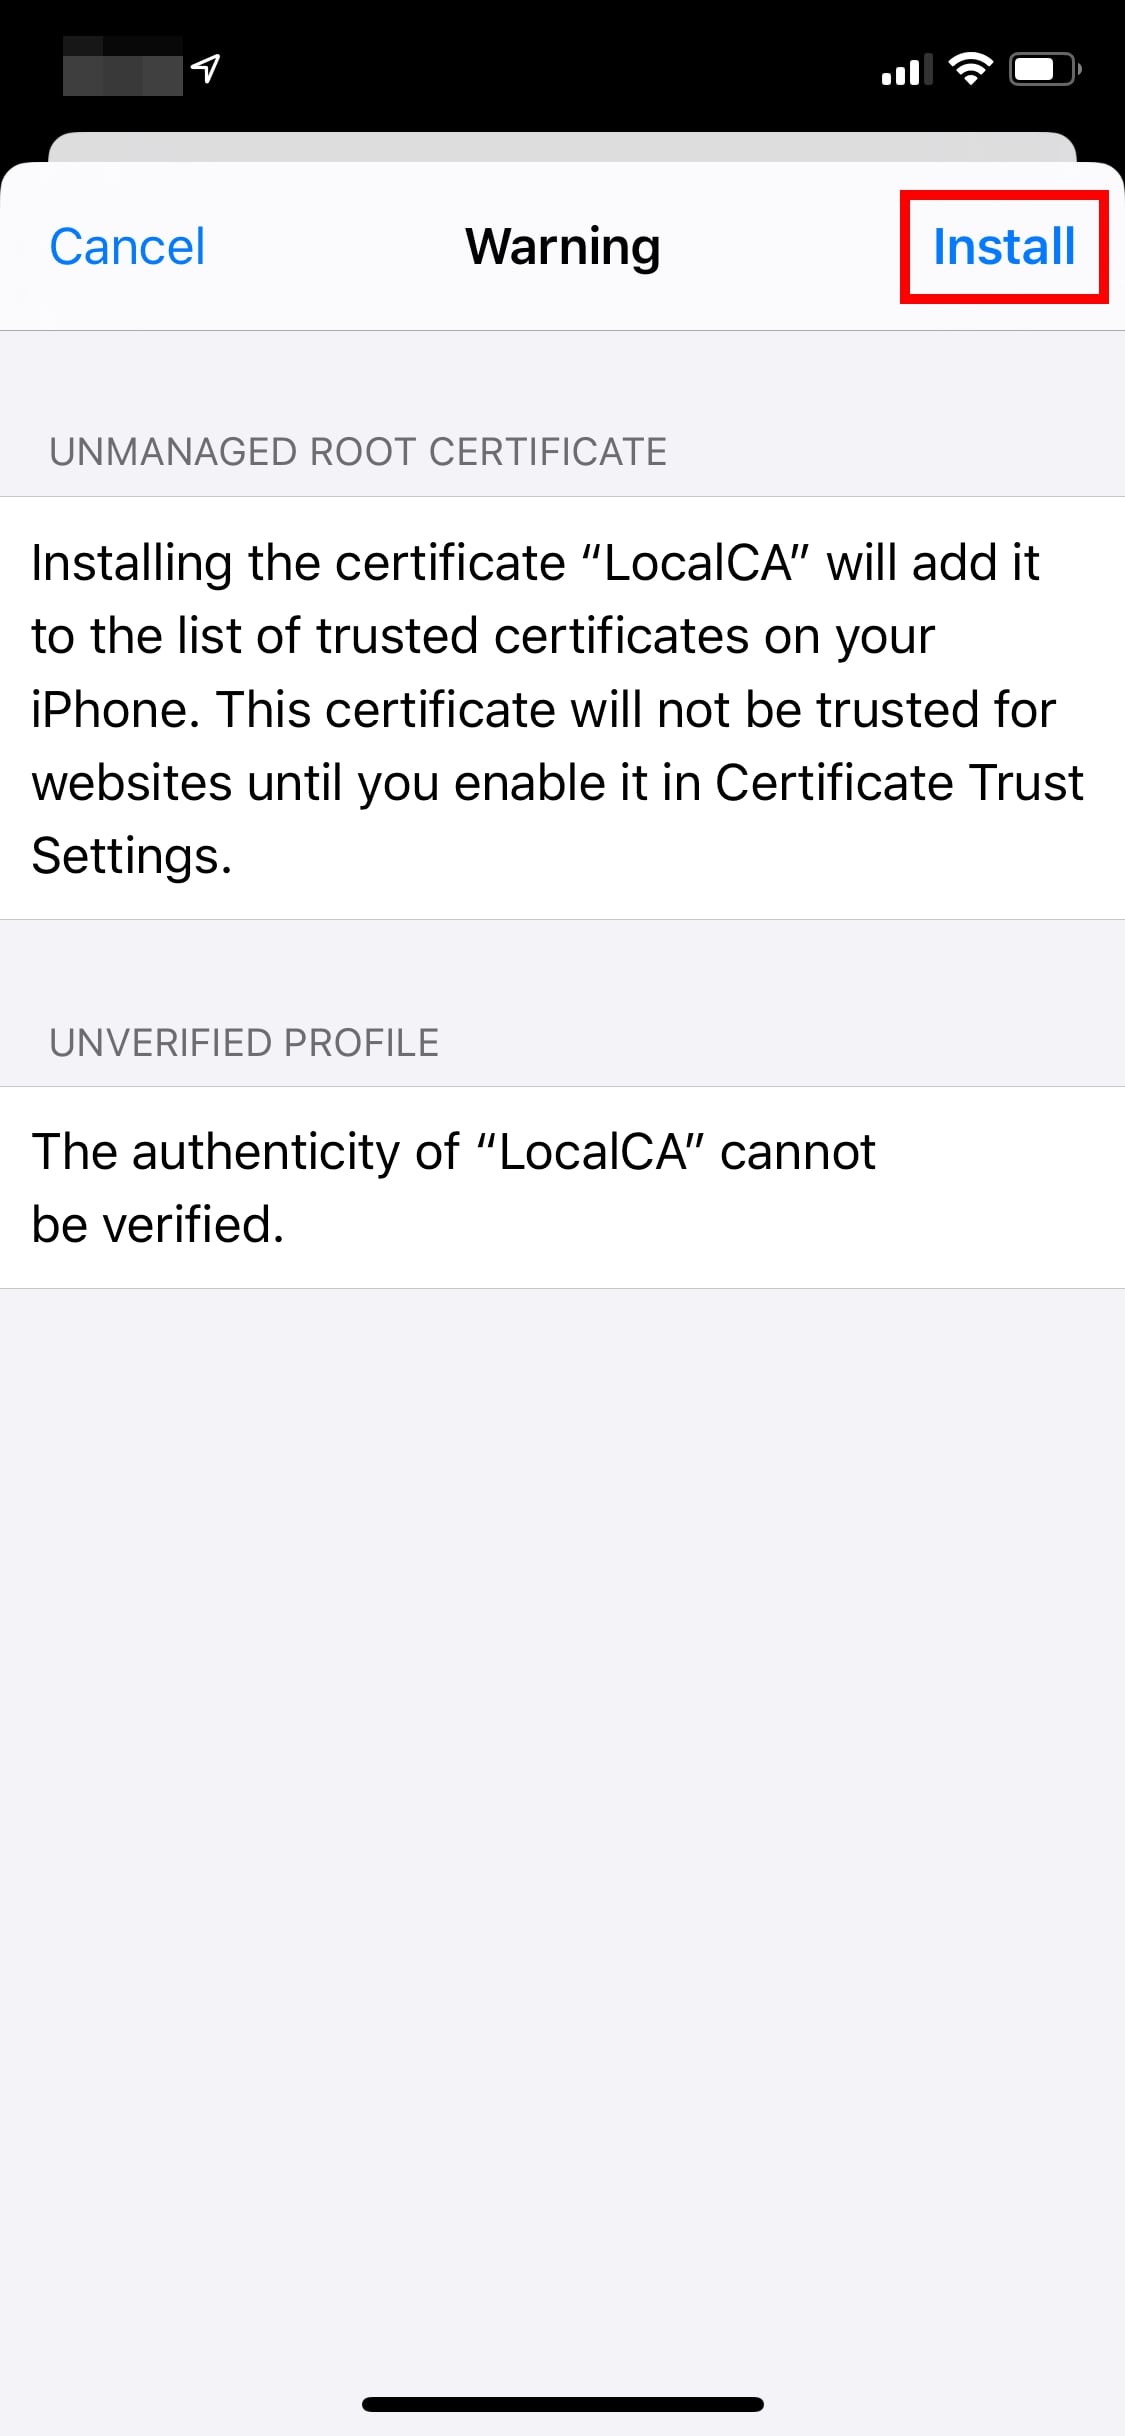 Cancel Warning Install
UNMANAGED ROOT CERTIFICATE
Installing the certificate “LocalCA” will add it
to the list of trusted certificates on your
iPhone. This certificate will not be trusted for
websites until you enable it in Certificate Trust
Settings.
UNVERIFIED PROFILE
The authenticity of “LocalCA” cannot
be verified.